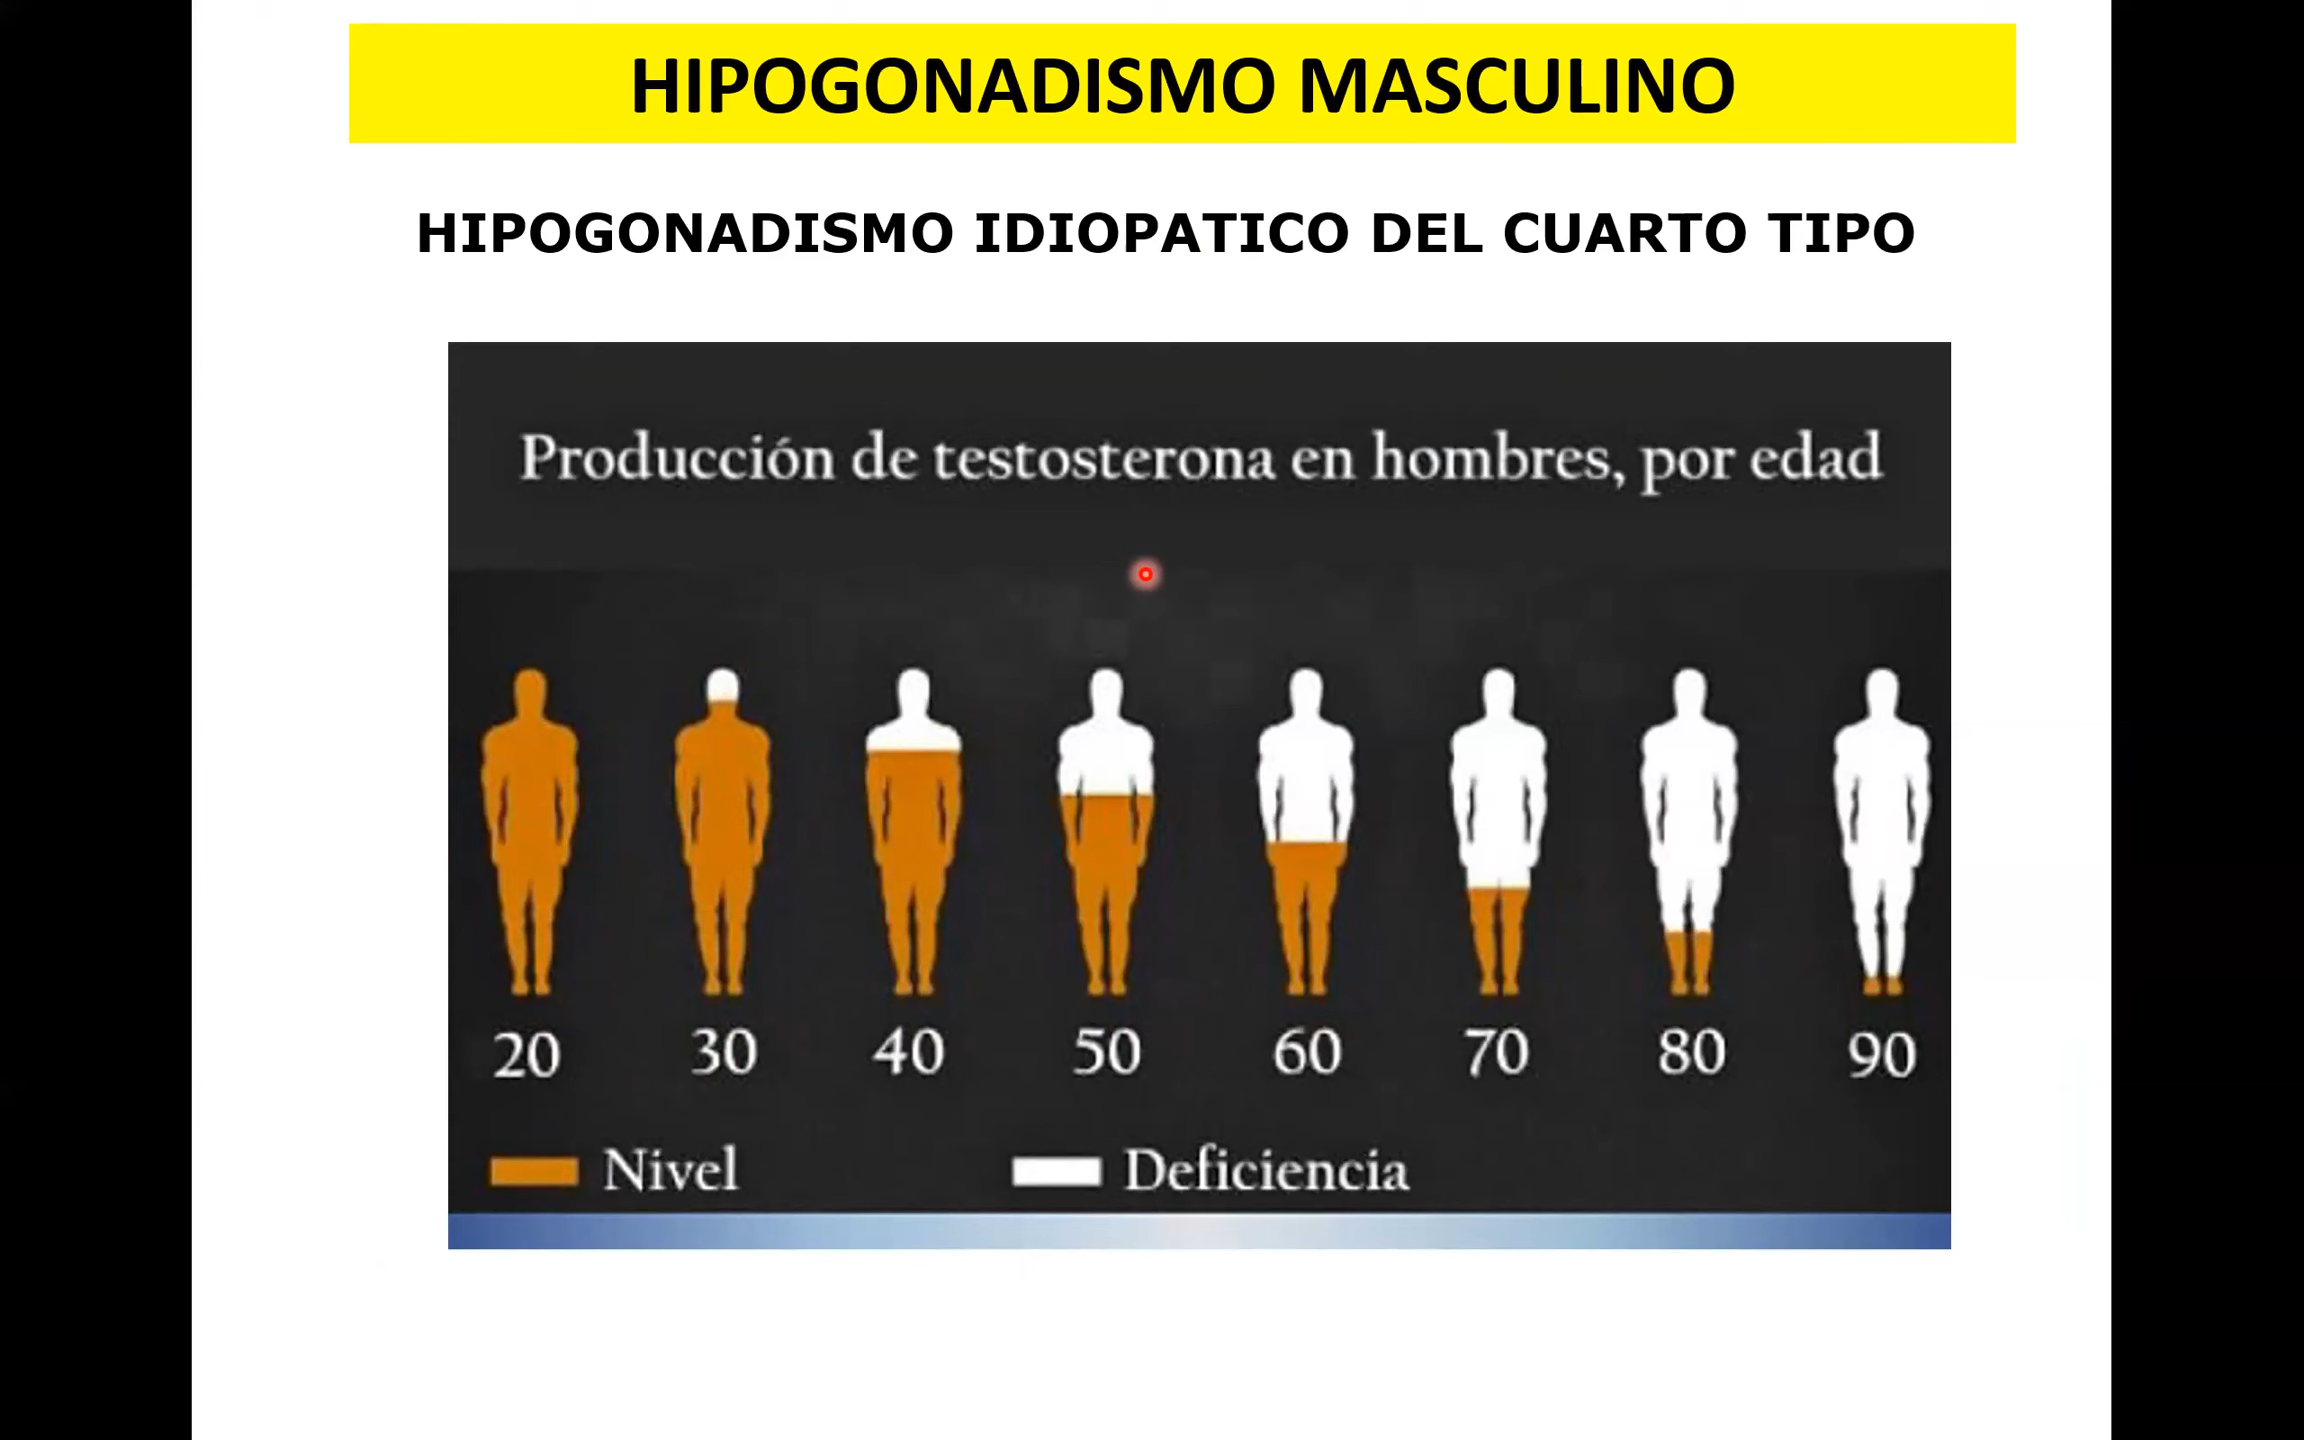 HIPOGONADISMO MASCULINO
HIPOGONADISMO IDIOPATICO DEL CUARTO TIPO
Producción de testosterona en hombres, por edad
20 30 40 50 60 70 80 90
Nivel Deficiencia